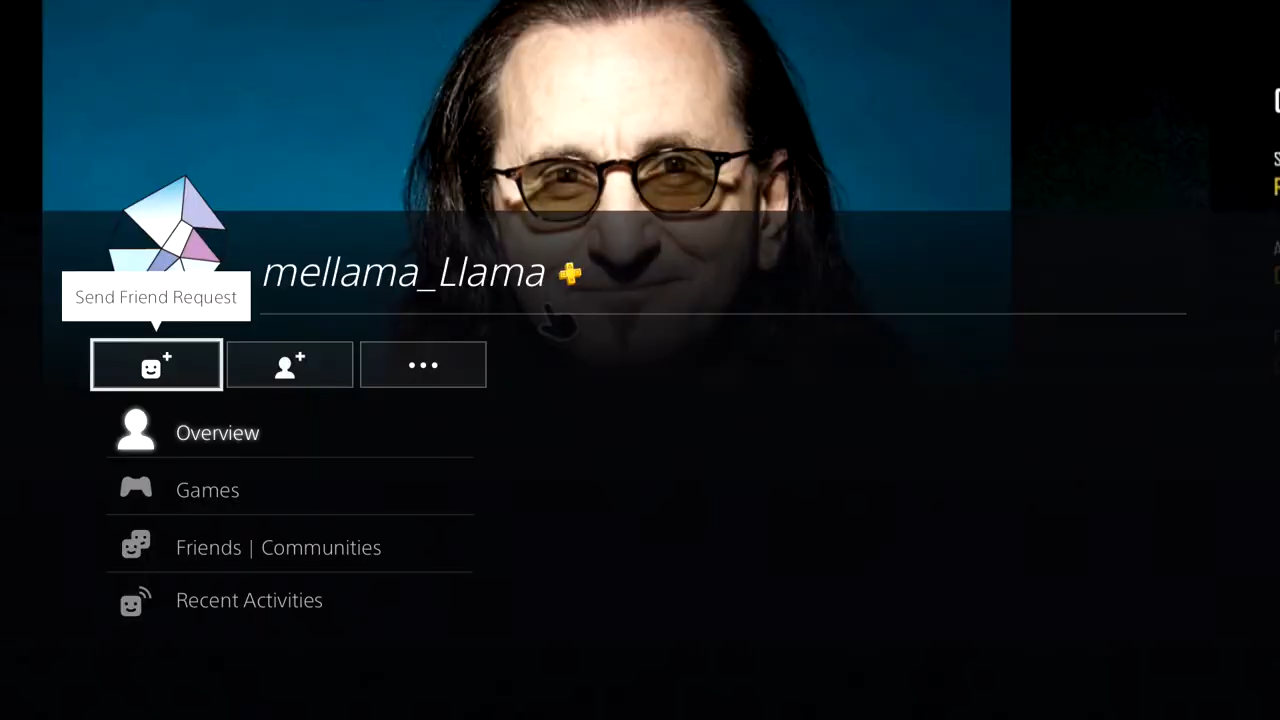 mellama_Llama
Send Friend Request
Overview
Games
Friends | Communities
Recent Activities